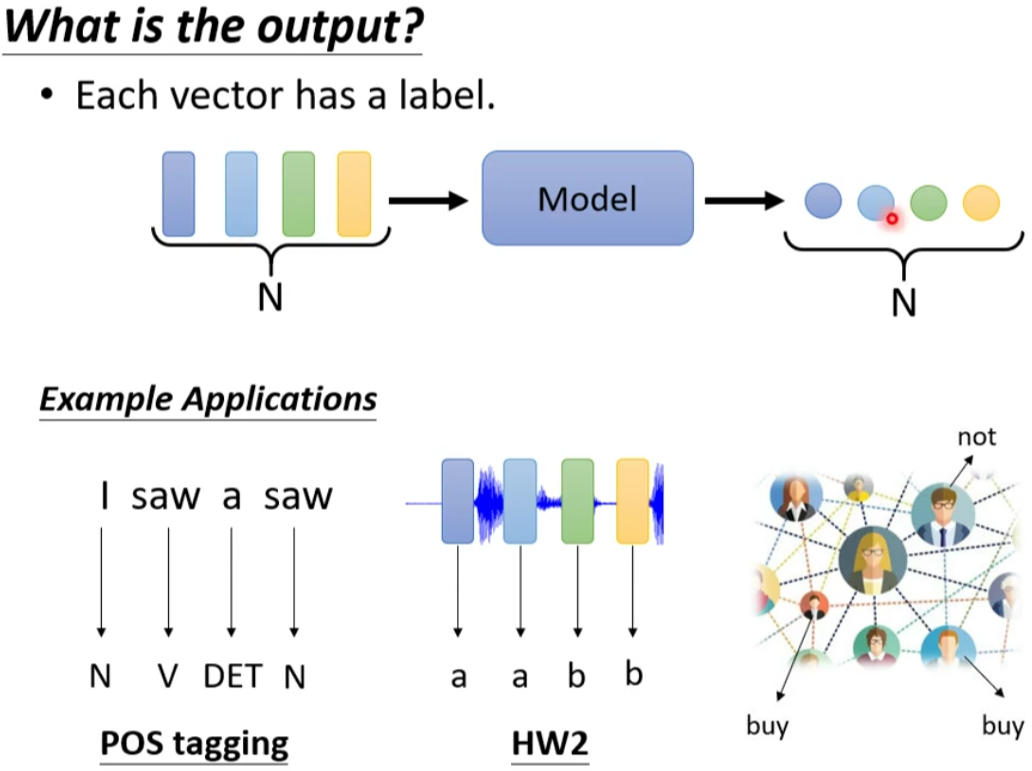 What is the output?
• Each vector has a label.
Model
N
N
Example Applications
I saw a saw
N V DET N
POS tagging
a a b b
HW2
not
buy
buy